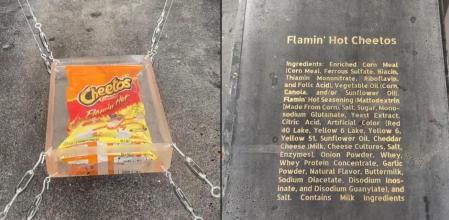 Cheetos
Flamin' Hot
Flamin' Hot Cheetos
Ingredients: Enriched Corn Meal
(Corn Meal, Ferrous Sulfate, Niacin,
Thiamin Mononitrate, Riboflavin,
and Folic Acid), Vegetable Oil (Corn,
Canola, and/or Sunflower Oil),
Flamin' Hot Seasoning (Maltodextrin
[Made From Corn], Salt, Sugar, Mono-
sodium Glutamate, Yeast Extract,
Citric Acid, Artificial Color (Red
40 Lake, Yellow 6 Lake, Yellow 6,
Yellow 5), Sunflower Oil, Cheddar
Cheese (Milk, Cheese Cultures, Salt,
Enzymes), Onion Powder, Whey,
Whey Protein Concentrate, Garlic
Powder, Natural Flavor, Buttermilk,
Sodium Diacetate, Disodium Inos-
inate, and Disodium Guanylate), and
Salt. Contains Milk Ingredients